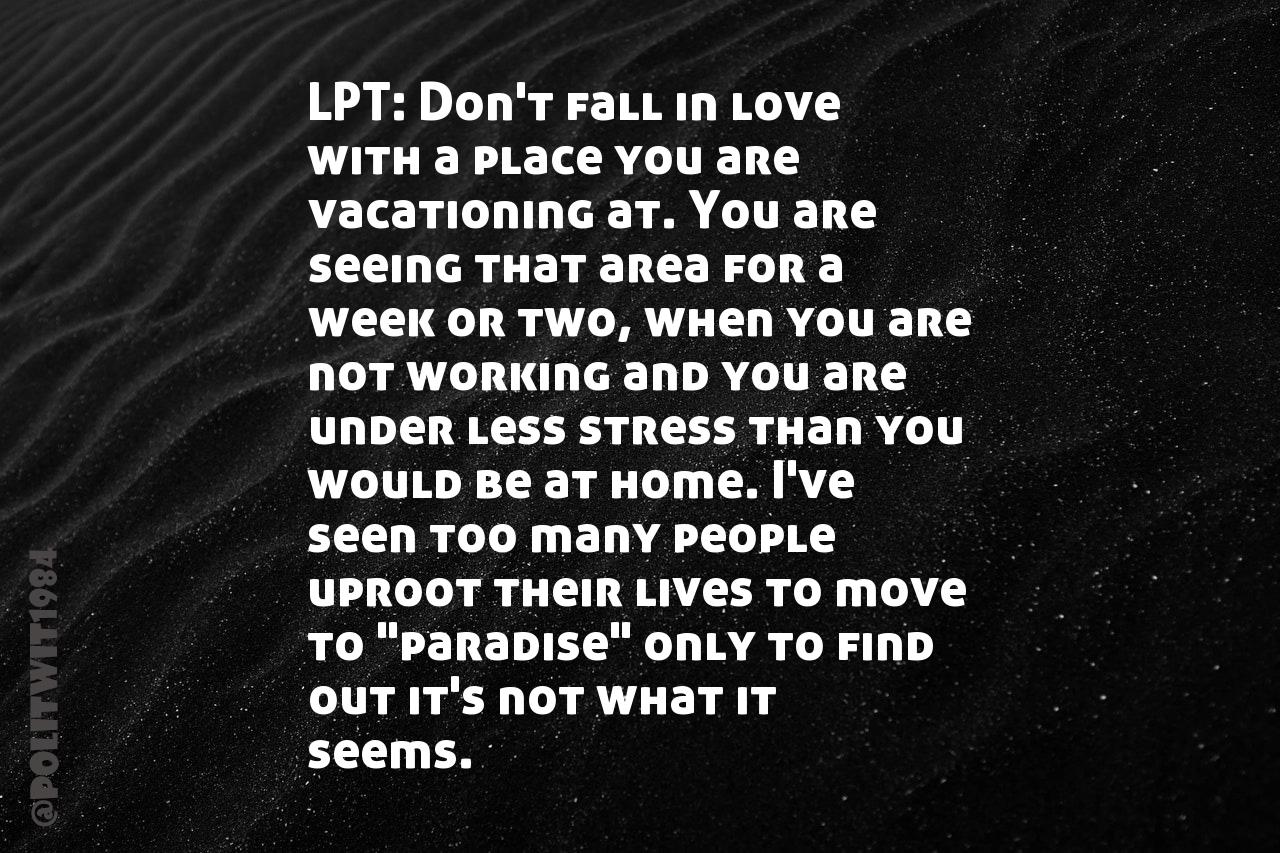 LPT: Don't fall in love
with a place you are
vacationing at. You are
seeing that area for a
week or two, when you are
not working and you are
under less stress than you
would be at home. I've
seen too many people
uproot their lives to move
to "paradise" only to find
out it's not what it
seems.
@POLITWIT1984